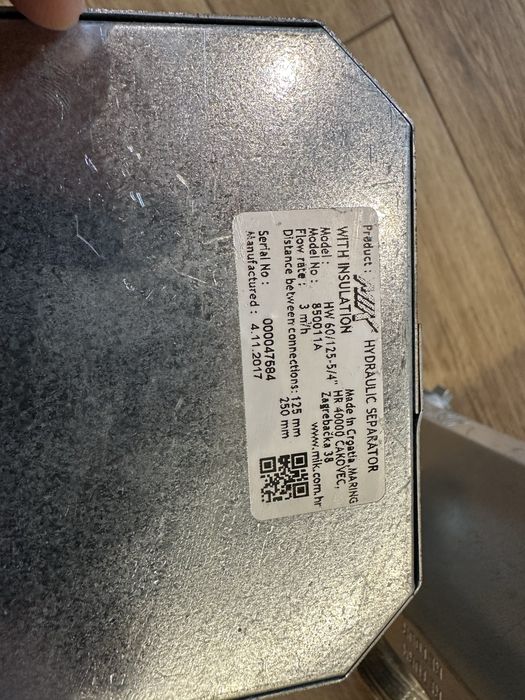 Product: MIK HYDRAULIC SEPARATOR
WITH INSULATION
Made in Croatia, MARING
Model: HW 60/125-5/4" HR 40000 ČAKOVEC,
Model No: 850011A Zagrebačka 38
Flow rate: 3 m³/h www.mik.com.hr
Distance between connections: 125 mm
250 mm
Serial No: 000047684
Manufactured: 4.11.2017